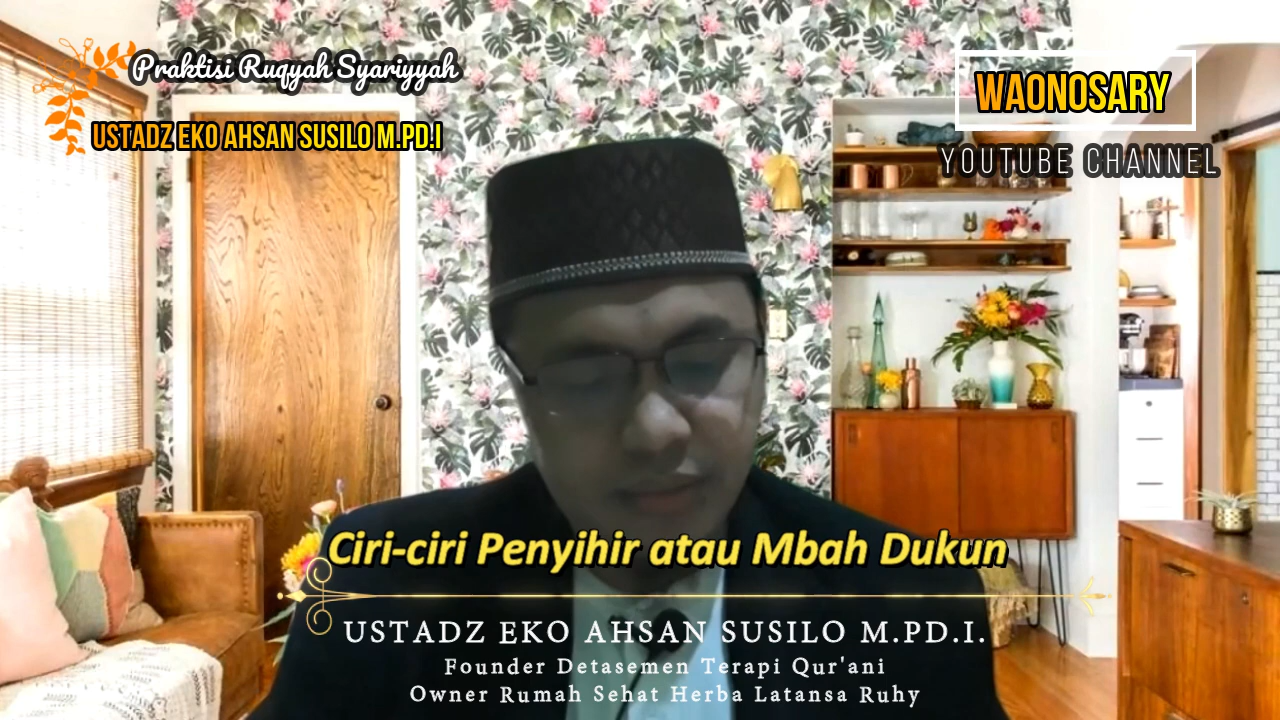 Praktisi Ruqyah Syariyyah
USTADZ EKO AHSAN SUSILO M.PD.I
WAONOSARY
YOUTUBE CHANNEL
Ciri-ciri Penyihir atau Mbah Dukun
USTADZ EKO AHSAN SUSILO M.PD.I.
Founder Detasemen Terapi Qur'ani
Owner Rumah Sehat Herba Latansa Ruhy